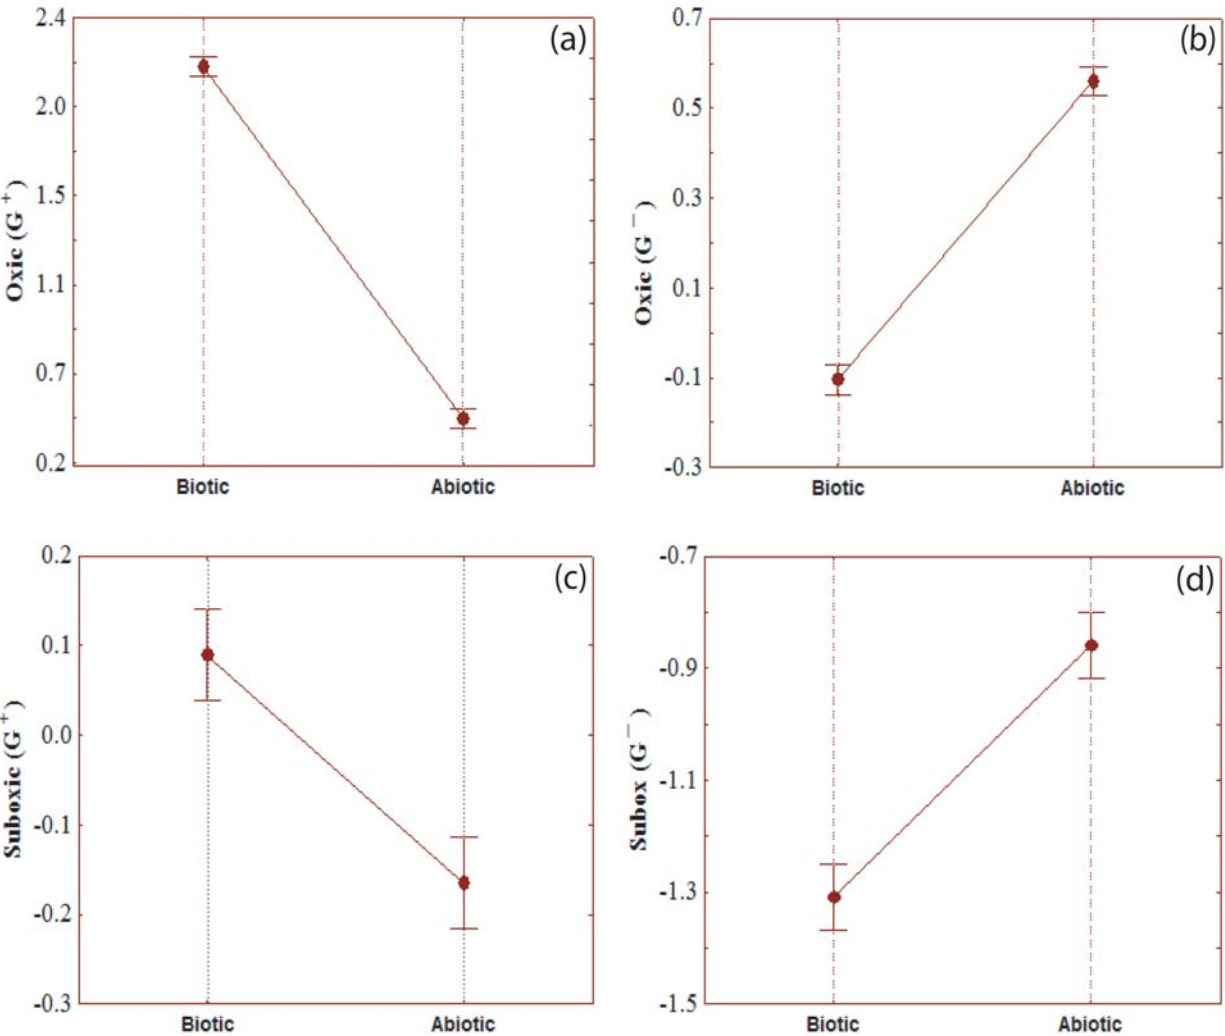 (a)
2.4
2.0
1.5
1.1
0.7
0.2
Oxic (G⁺)
Biotic Abiotic
(b)
0.7
0.5
0.3
0.1
-0.1
-0.3
Oxic (G⁻)
Biotic Abiotic
(c)
0.2
0.1
0.0
-0.1
-0.2
-0.3
Suboxic (G⁺)
Biotic Abiotic
(d)
-0.7
-0.9
-1.1
-1.3
-1.5
Subox (G⁻)
Biotic Abiotic